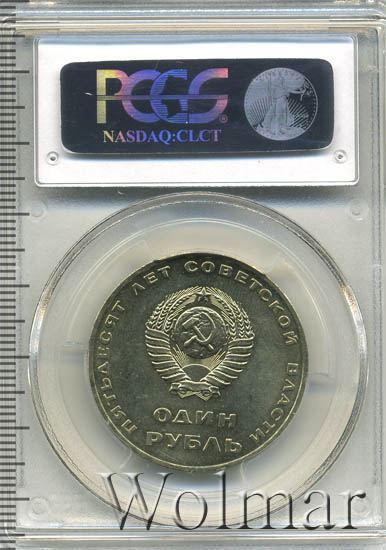 PCGS
®
NASDAQ:CLCT
ПЯТЬДЕСЯТ ЛЕТ СОВЕТСКОЙ ВЛАСТИ
ОДИН
РУБЛЬ
Wolmar